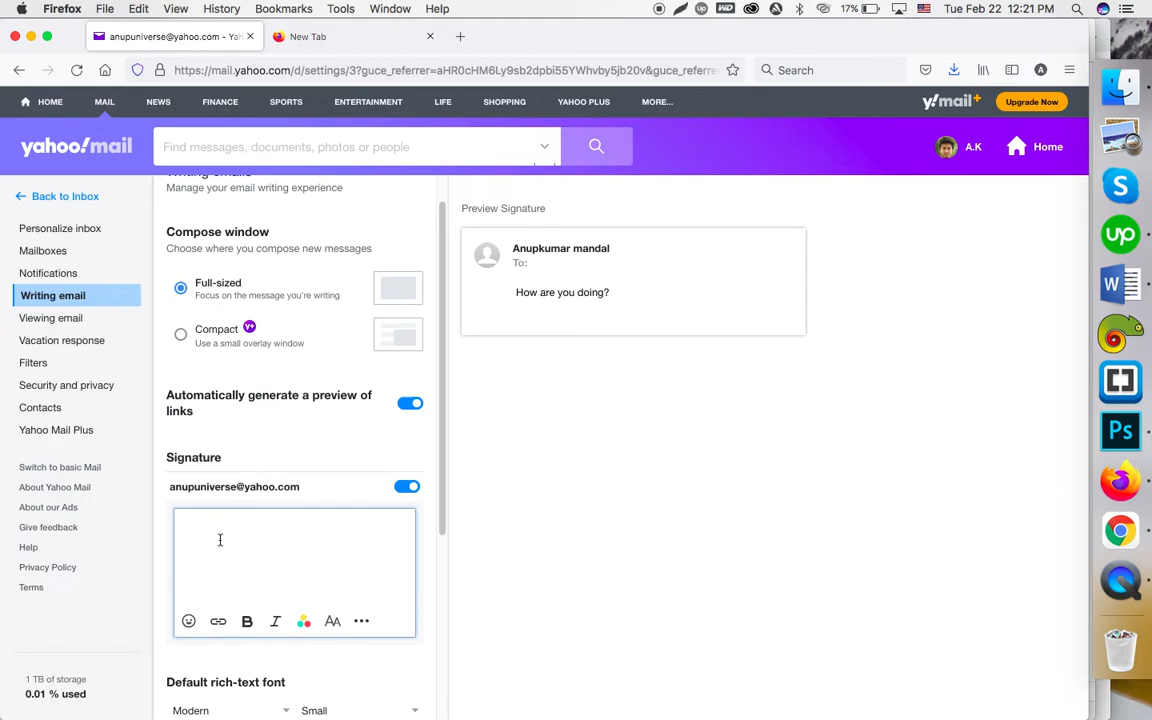 Firefox File Edit View History Bookmarks Tools Window Help 17% Tue Feb 22 12:21 PM
anupuniverse@yahoo.com - Yah
New Tab
https://mail.yahoo.com/d/settings/3?guce_referrer=aHR0cHM6Ly9sb2dpbi55YWhvby5jb20v&guce_referre
Search
HOME MAIL NEWS FINANCE SPORTS ENTERTAINMENT LIFE SHOPPING YAHOO PLUS MORE...
y!mail+ Upgrade Now
yahoo!mail
Find messages, documents, photos or people
A.K Home
Back to Inbox
Personalize inbox
Mailboxes
Notifications
Writing email
Viewing email
Vacation response
Filters
Security and privacy
Contacts
Yahoo Mail Plus
Switch to basic Mail
About Yahoo Mail
About our Ads
Give feedback
Help
Privacy Policy
Terms
1 TB of storage
0.01 % used
Manage your email writing experience
Compose window
Choose where you compose new messages
Full-sized
Focus on the message you're writing
Compact
Use a small overlay window
Automatically generate a preview of
links
Signature
anupuniverse@yahoo.com
Default rich-text font
Modern Small
Preview Signature
Anupkumar mandal
To:
How are you doing?